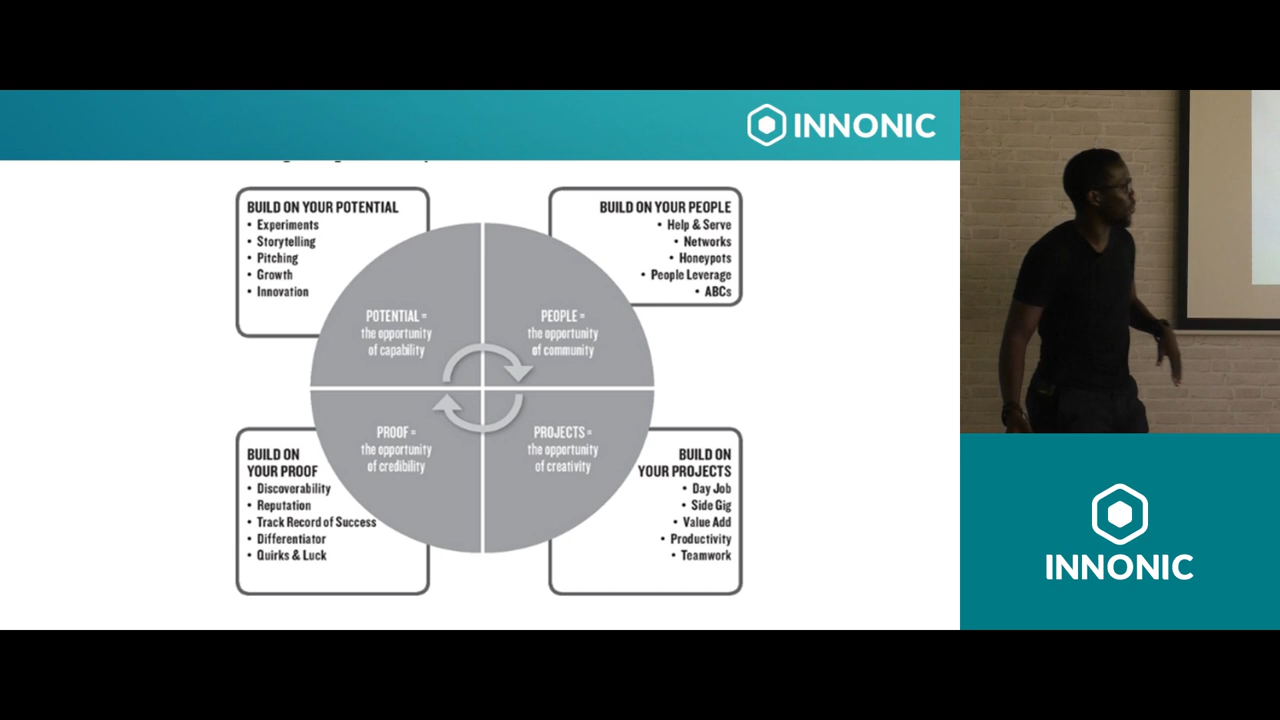 INNONIC
BUILD ON YOUR POTENTIAL
• Experiments
• Storytelling
• Pitching
• Growth
• Innovation
BUILD ON YOUR PEOPLE
• Help & Serve
• Networks
• Honeypots
• People Leverage
• ABCs
POTENTIAL =
the opportunity
of capability
PEOPLE =
the opportunity
of community
PROOF =
the opportunity
of credibility
PROJECTS =
the opportunity
of creativity
BUILD ON
YOUR PROOF
• Discoverability
• Reputation
• Track Record of Success
• Differentiator
• Quirks & Luck
BUILD ON
YOUR PROJECTS
• Day Job
• Side Gig
• Value Add
• Productivity
• Teamwork
INNONIC